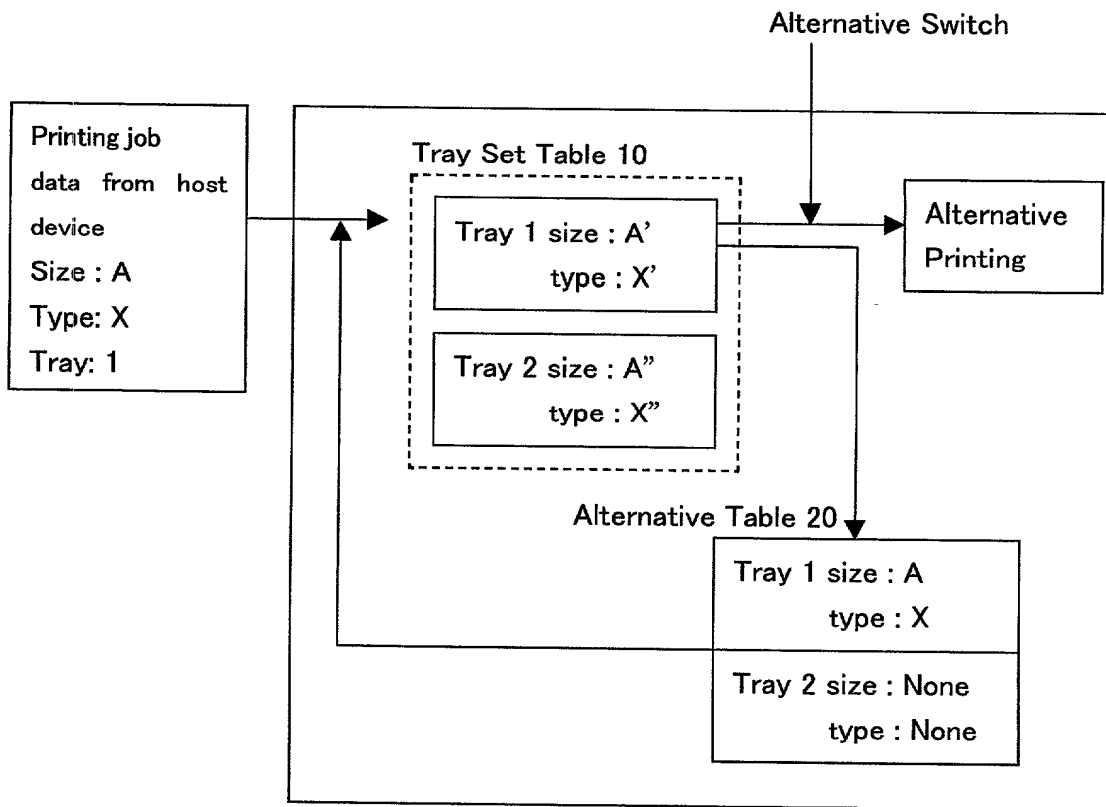 Alternative Switch
Printing job
data from host
device
Size : A
Type: X
Tray: 1
Tray Set Table 10
Tray 1 size : A'
type : X'
Tray 2 size : A"
type : X"
Alternative
Printing
Alternative Table 20
Tray 1 size : A
type : X
Tray 2 size : None
type : None